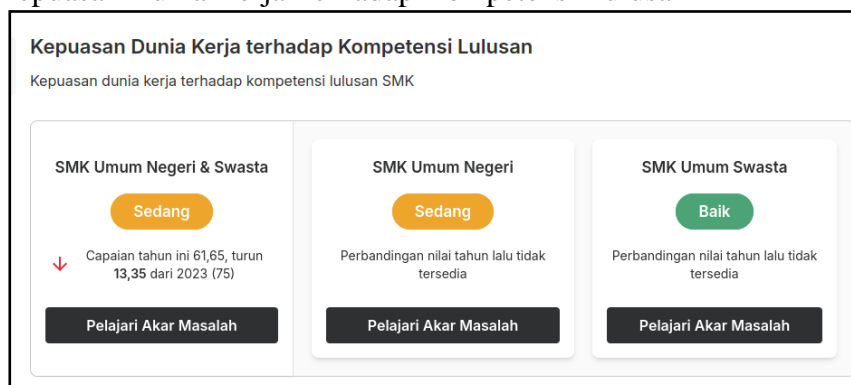 Kepuasan Dunia Kerja terhadap Kompetensi Lulusan
Kepuasan dunia kerja terhadap kompetensi lulusan SMK
SMK Umum Negeri & Swasta
Sedang
Capaian tahun ini 61,65, turun
13,35 dari 2023 (75)
Pelajari Akar Masalah
SMK Umum Negeri
Sedang
Perbandingan nilai tahun lalu tidak
tersedia
Pelajari Akar Masalah
SMK Umum Swasta
Baik
Perbandingan nilai tahun lalu tidak
tersedia
Pelajari Akar Masalah